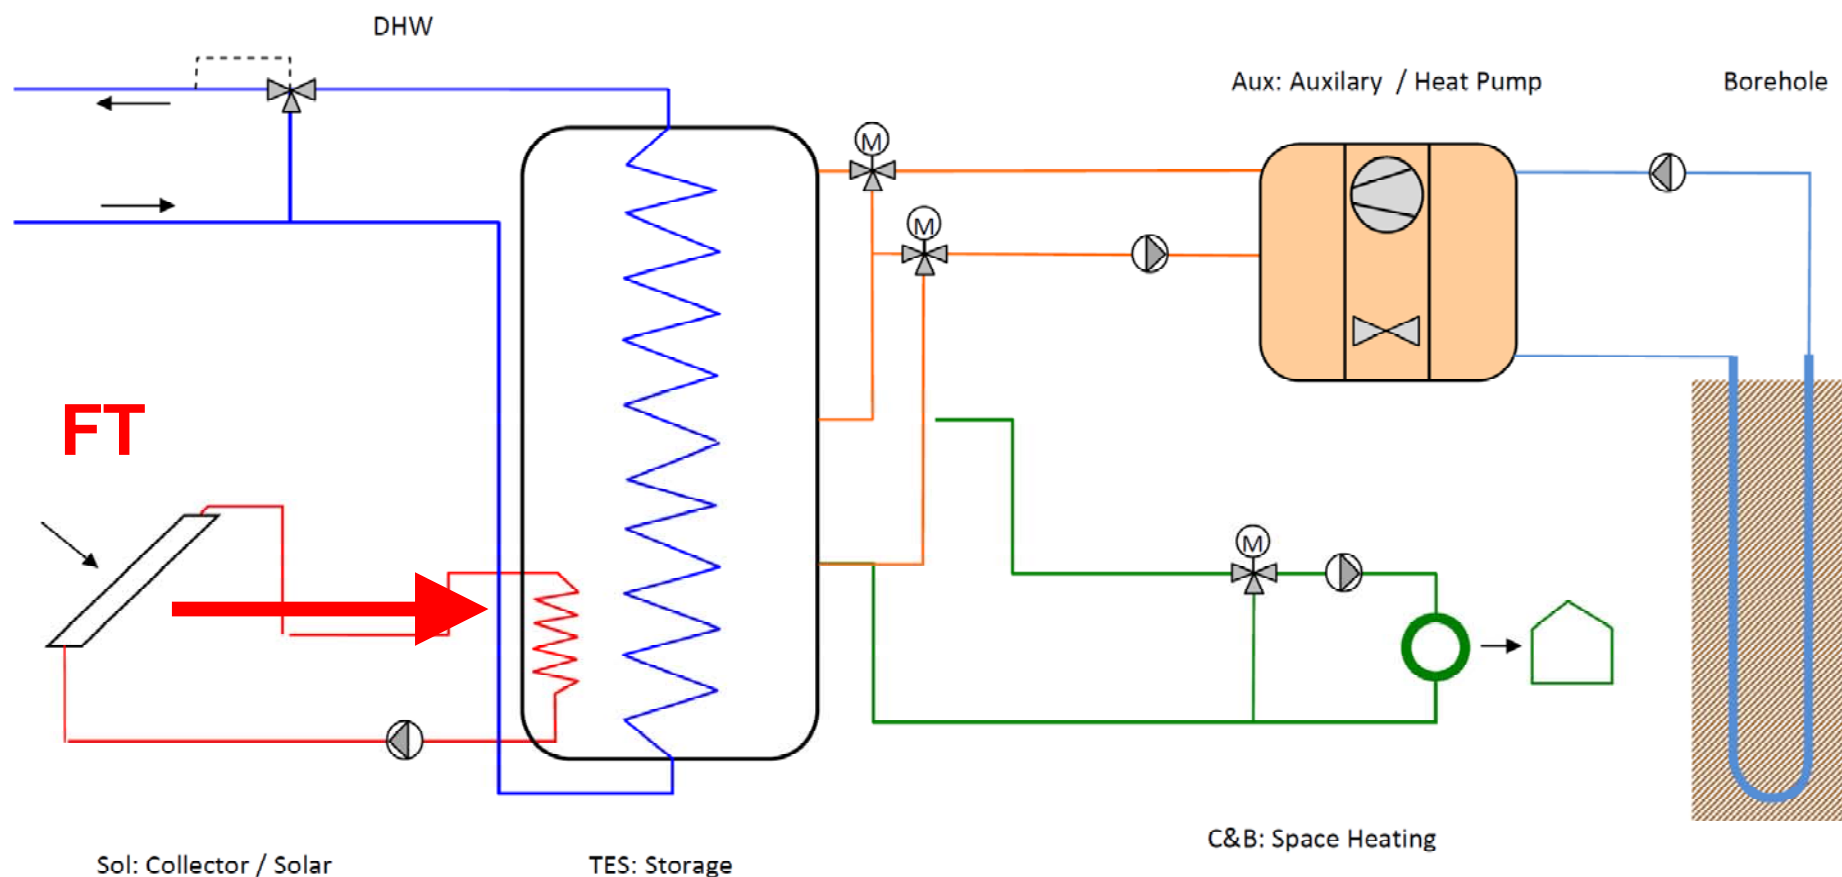 DHW
Aux: Auxilary / Heat Pump
Borehole
M
M
FT
M
C&B: Space Heating
Sol: Collector / Solar
TES: Storage